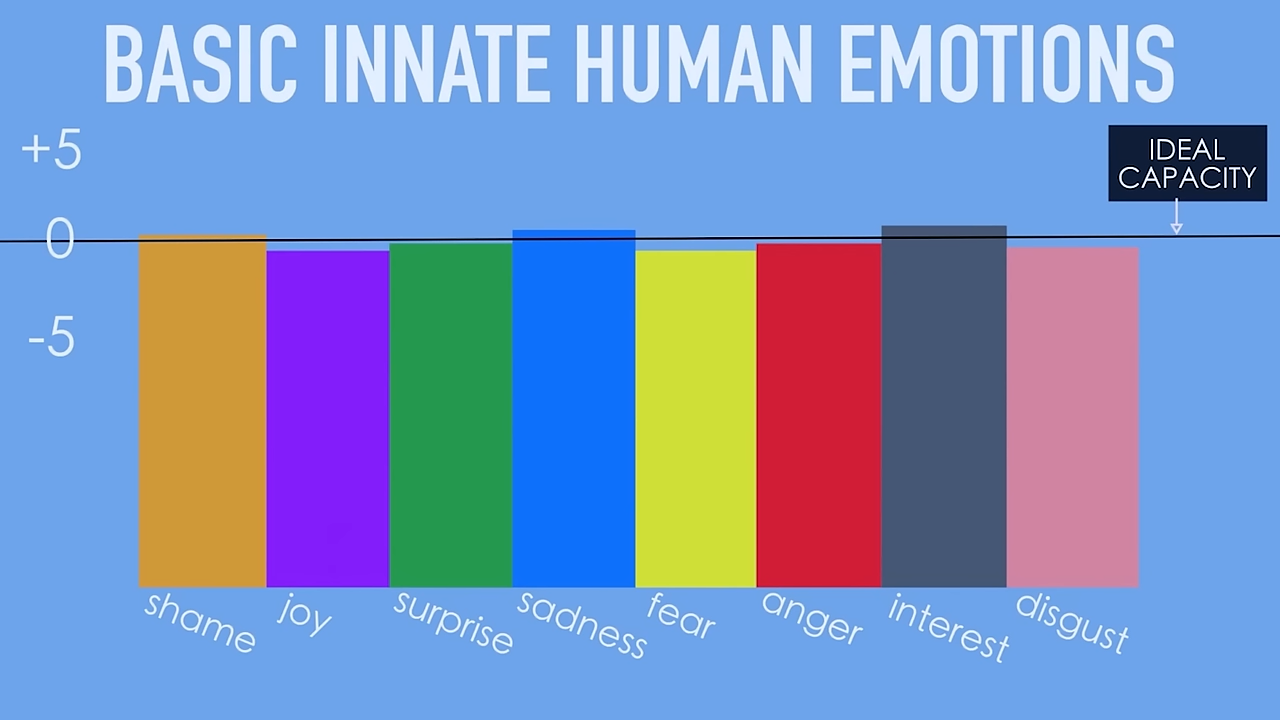 BASIC INNATE HUMAN EMOTIONS
+5
IDEAL
CAPACITY
0
-5
shame
joy
surprise
sadness
fear
anger
interest
disgust